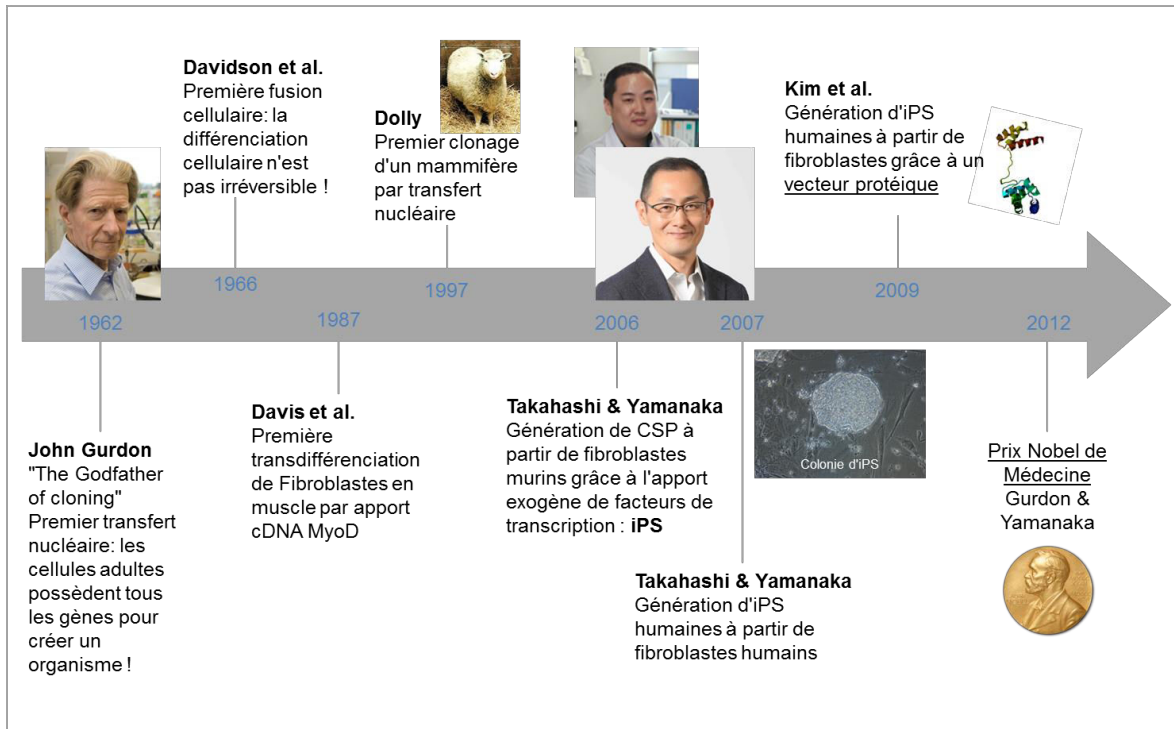 Davidson et al.
Première fusion
cellulaire: la
différenciation
cellulaire n'est
pas irréversible !
Dolly
Premier clonage
d'un mammifère
par transfert
nucléaire
Kim et al.
Génération d'iPS
humaines à partir de
fibroblastes grâce à un
vecteur protéique
1966
1997
2009
1962
1987
2006
2007
2012
John Gurdon
"The Godfather
of cloning"
Premier transfert
nucléaire: les
cellules adultes
possèdent tous
les gènes pour
créer un
organisme !
Davis et al.
Première
transdifférenciation
de Fibroblastes en
muscle par apport
cDNA MyoD
Takahashi & Yamanaka
Génération de CSP à
partir de fibroblastes
murins grâce à l'apport
exogène de facteurs de
transcription : iPS
Colonie d'iPS
Takahashi & Yamanaka
Génération d'iPS
humaines à partir de
fibroblastes humains
Prix Nobel de
Médecine
Gurdon &
Yamanaka